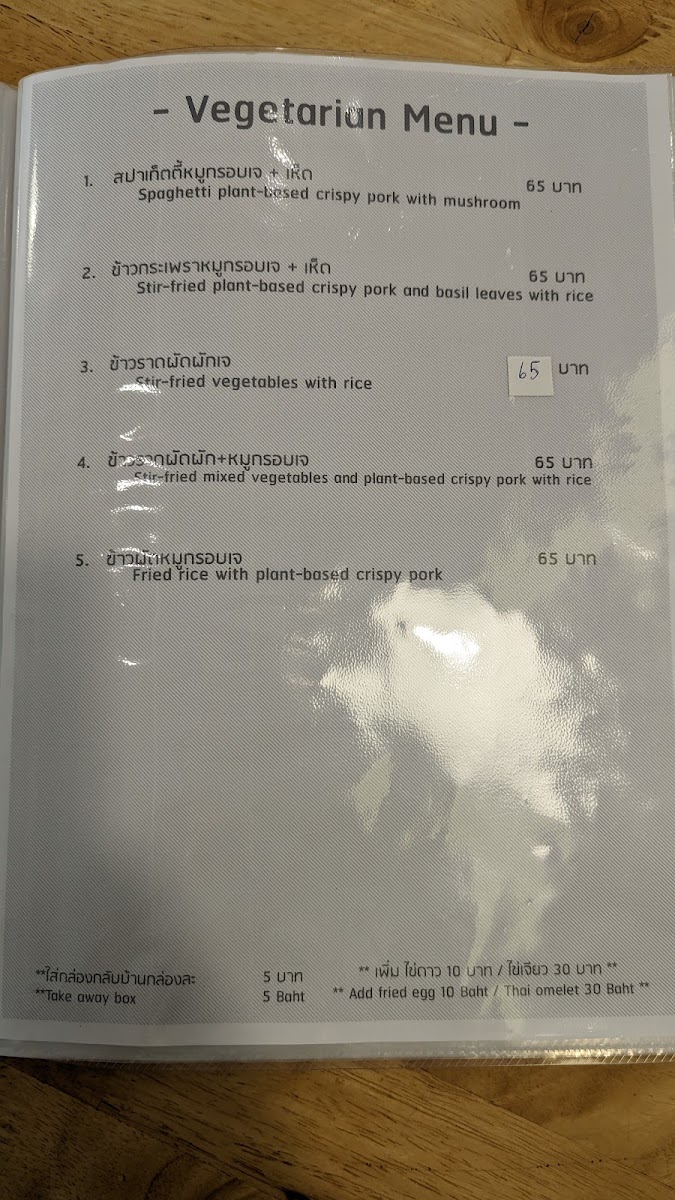 - Vegetarian Menu -
1. สปาเก็ตตี้หมูกรอบเจ + เห็ด 65 บาท
Spaghetti plant-based crispy pork with mushroom
2. ข้าวกระเพราหมูกรอบเจ + เห็ด 65 บาท
Stir-fried plant-based crispy pork and basil leaves with rice
3. ข้าวราดผัดผักเจ 65 บาท
Stir-fried vegetables with rice
4. ข้าวราดผัดผัก+หมูกรอบเจ 65 บาท
Stir-fried mixed vegetables and plant-based crispy pork with rice
5. ข้าวผัดหมูกรอบเจ 65 บาท
Fried rice with plant-based crispy pork
**ใส่กล่องกลับบ้านกล่องละ 5 บาท ** เพิ่ม ไข่ดาว 10 บาท / ไข่เจียว 30 บาท **
**Take away box 5 Baht ** Add fried egg 10 Baht / Thai omelet 30 Baht **